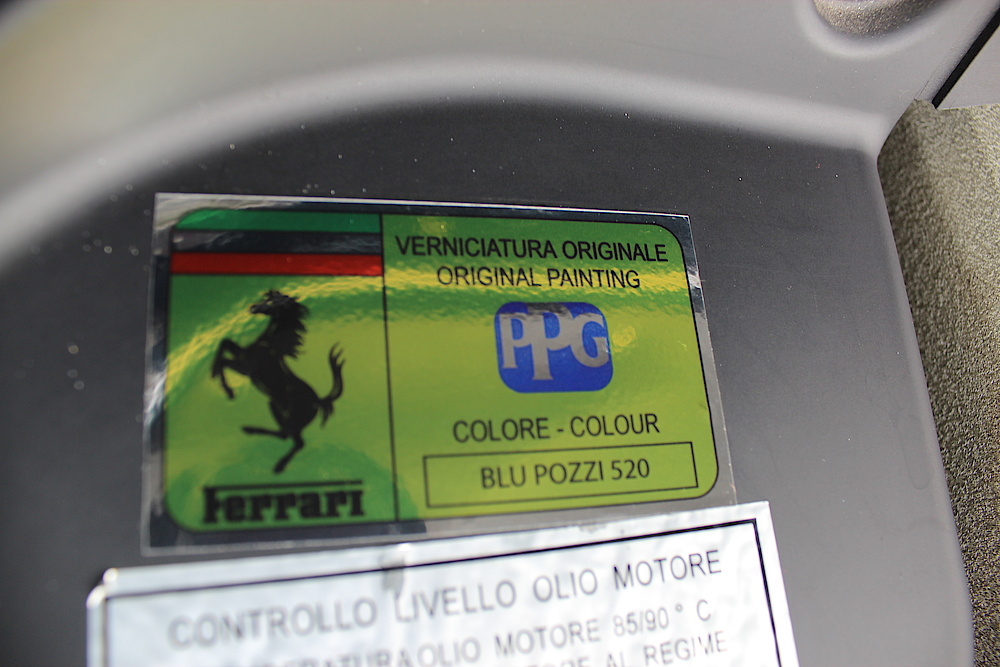 VERNICIATURA ORIGINALE
ORIGINAL PAINTING
PPG
COLORE - COLOUR
BLU POZZI 520
Ferrari
CONTROLLO LIVELLO OLIO MOTORE
OLIO MOTORE 85/90° C
AL REGIME